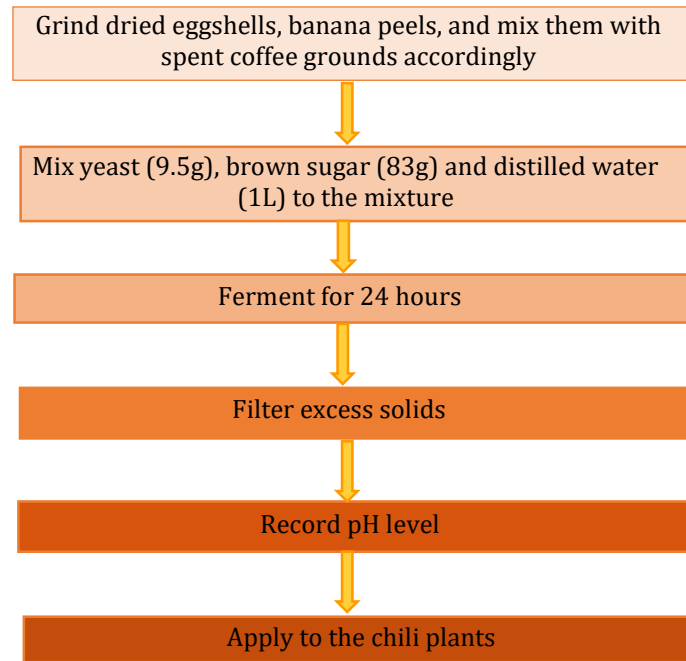 Grind dried eggshells, banana peels, and mix them with
spent coffee grounds accordingly
Mix yeast (9.5g), brown sugar (83g) and distilled water
(1L) to the mixture
Ferment for 24 hours
Filter excess solids
Record pH level
Apply to the chili plants